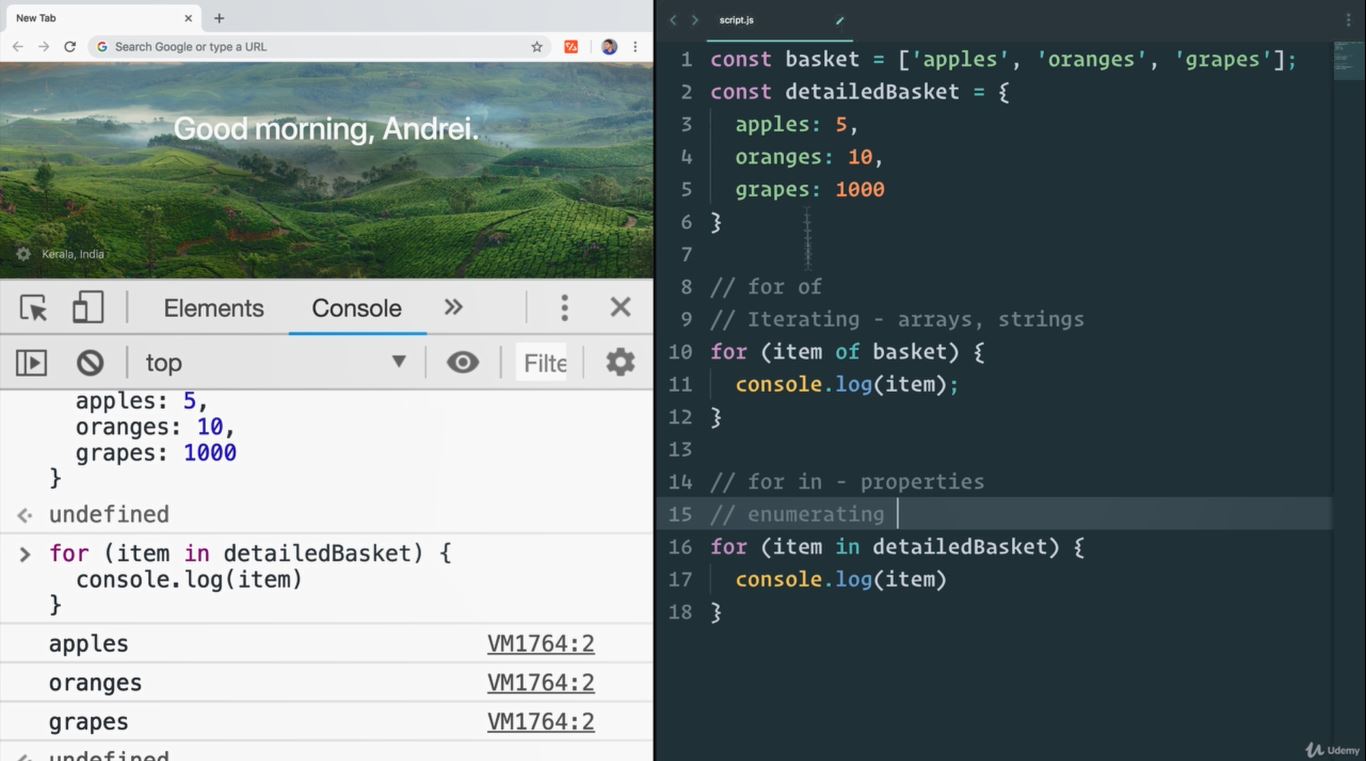 New Tab
Search Google or type a URL
Good morning, Andrei.
Kerala, India
Elements Console
top Filte
apples: 5,
oranges: 10,
grapes: 1000
}
undefined
for (item in detailedBasket) {
console.log(item)
}
apples VM1764:2
oranges VM1764:2
grapes VM1764:2
undefined
script.js
1 const basket = ['apples', 'oranges', 'grapes'];
2 const detailedBasket = {
3 apples: 5,
4 oranges: 10,
5 grapes: 1000
6 }
7
8 // for of
9 // Iterating - arrays, strings
10 for (item of basket) {
11 console.log(item);
12 }
13
14 // for in - properties
15 // enumerating
16 for (item in detailedBasket) {
17 console.log(item)
18 }
Udemy